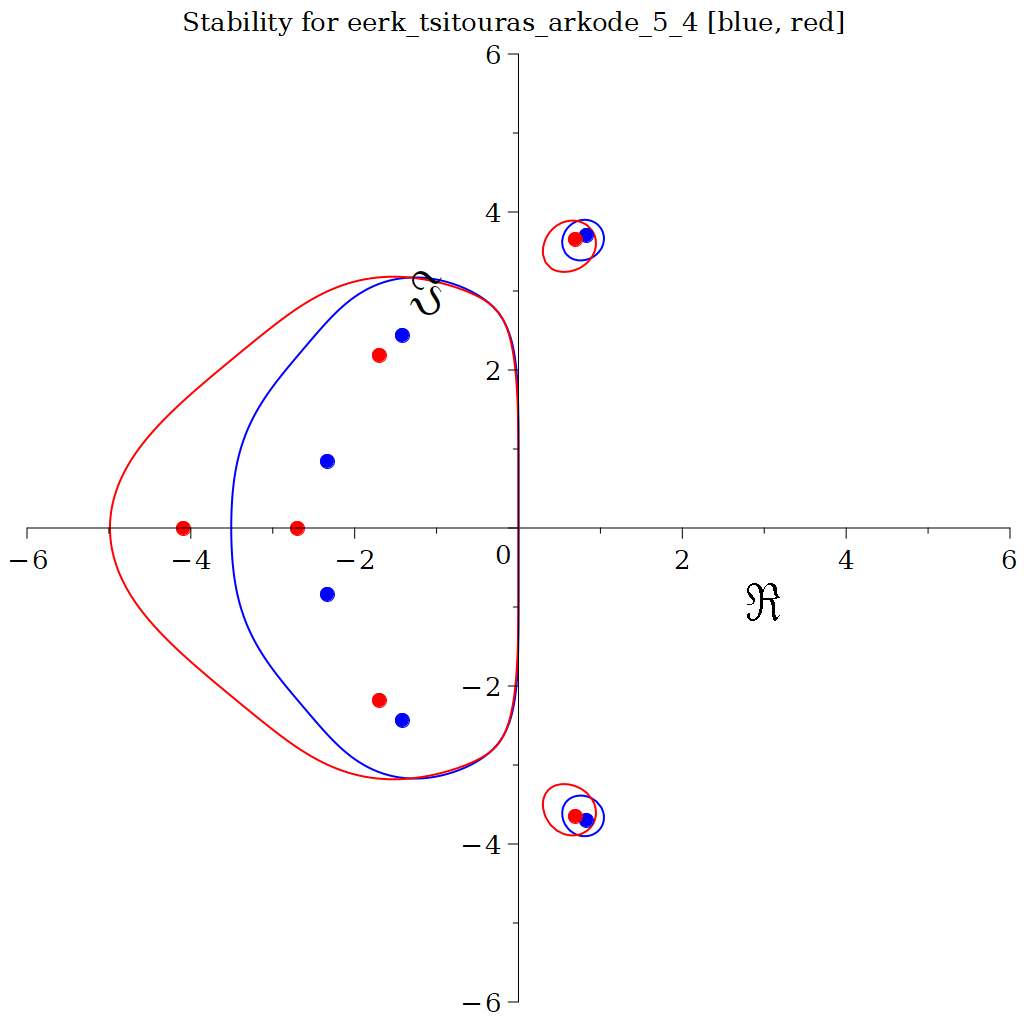 Stability for eerk_tsitouras_arkode_5_4 [blue, red]
6
4
ℑ
2
−6 −4 −2 0 2 4 6
ℜ
−2
−4
−6